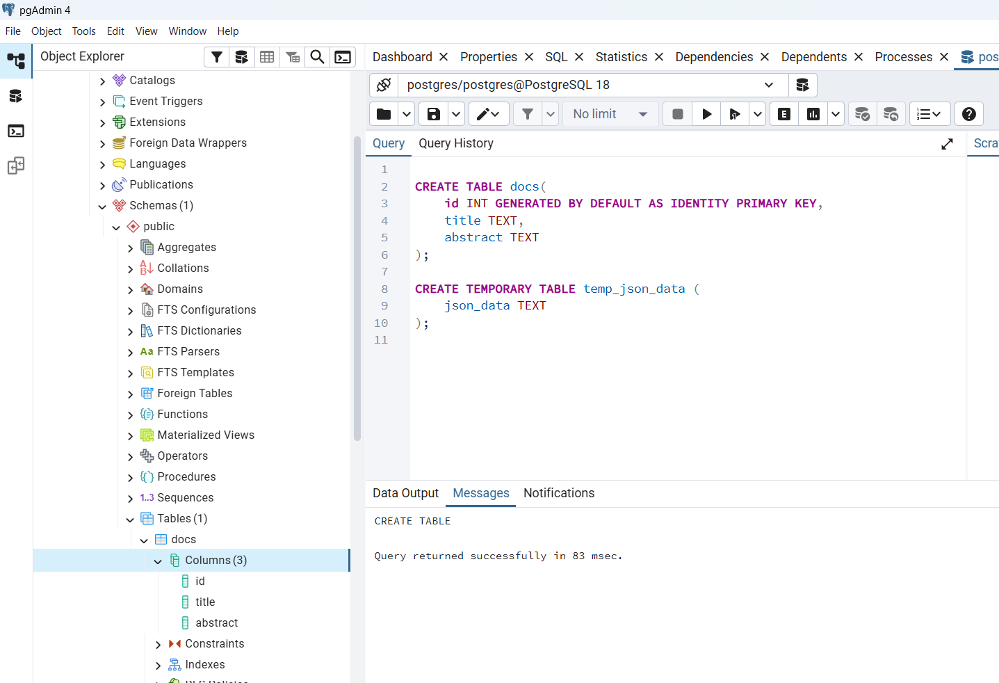 pgAdmin 4
File Object Tools Edit View Window Help
Object Explorer
Catalogs
Event Triggers
Extensions
Foreign Data Wrappers
Languages
Publications
Schemas (1)
public
Aggregates
Collations
Domains
FTS Configurations
FTS Dictionaries
Aa FTS Parsers
FTS Templates
Foreign Tables
Functions
Materialized Views
Operators
Procedures
1..3 Sequences
Tables (1)
docs
Columns (3)
id
title
abstract
Constraints
Indexes
Dashboard Properties SQL Statistics Dependencies Dependents Processes pos
postgres/postgres@PostgreSQL 18
No limit E
Query Query History Scra
1
2 CREATE TABLE docs(
3 id INT GENERATED BY DEFAULT AS IDENTITY PRIMARY KEY,
4 title TEXT,
5 abstract TEXT
6 );
7
8 CREATE TEMPORARY TABLE temp_json_data (
9 json_data TEXT
10 );
11
Data Output Messages Notifications
CREATE TABLE
Query returned successfully in 83 msec.